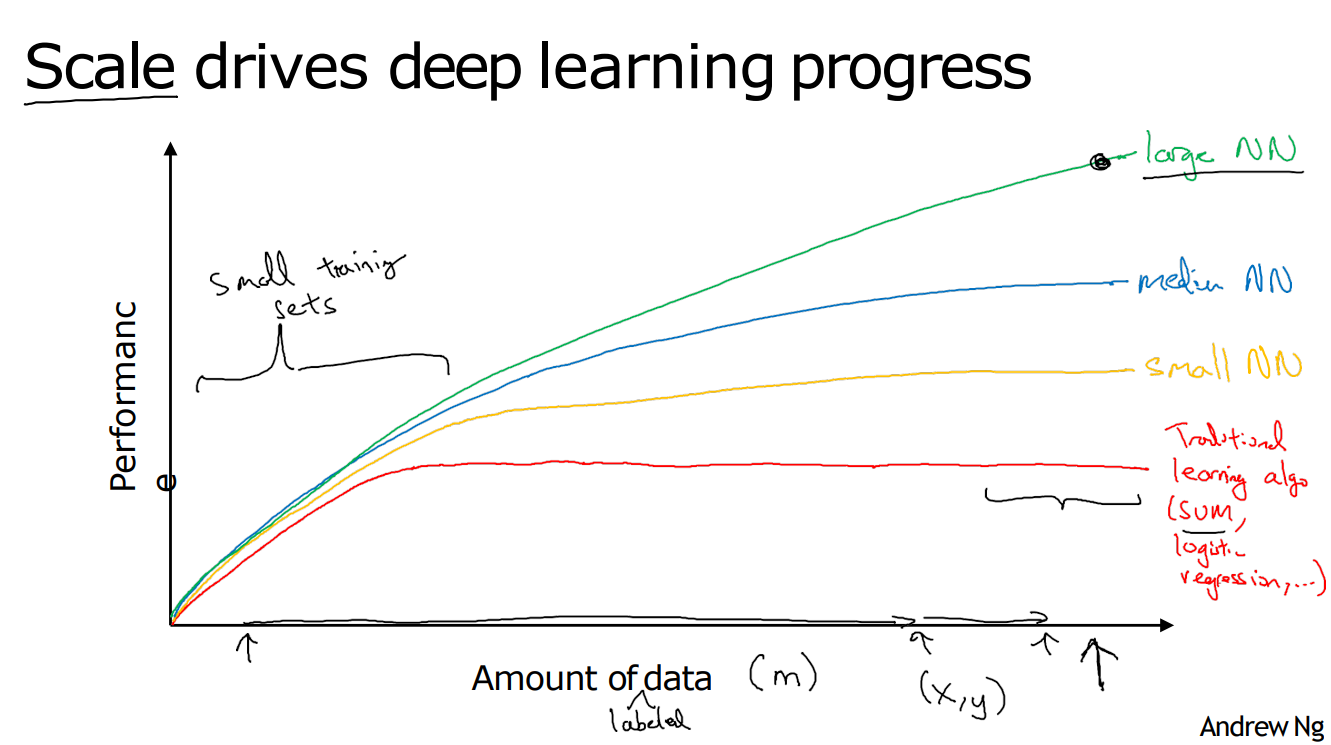 Scale drives deep learning progress
large NN
small training
sets
medium NN
Performanc
e
small NN
Traditional
learning algo
(SVM,
logistic
regression,...)
Amount of data (m)
(x,y)
labeled
Andrew Ng